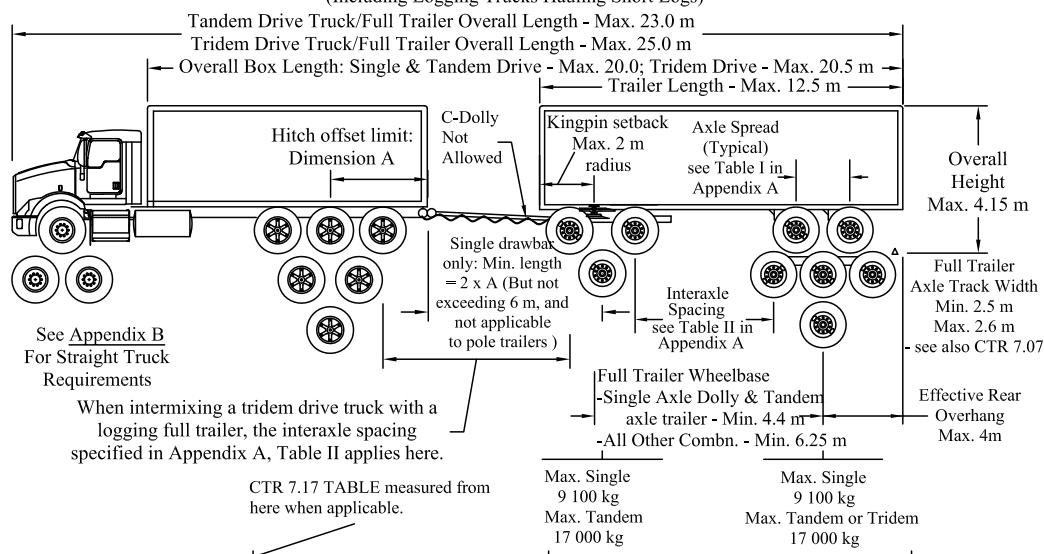 (Including Logging Trucks Hauling Short Logs)
Tandem Drive Truck/Full Trailer Overall Length - Max. 23.0 m
Tridem Drive Truck/Full Trailer Overall Length - Max. 25.0 m
Overall Box Length: Single & Tandem Drive - Max. 20.0; Tridem Drive - Max. 20.5 m
Trailer Length - Max. 12.5 m
Hitch offset limit:
Dimension A
C-Dolly
Not
Allowed
Kingpin setback
Max. 2 m
radius
Axle Spread
(Typical)
see Table I in
Appendix A
Overall
Height
Max. 4.15 m
Single drawbar
only: Min. length
= 2 x A (But not
exceeding 6 m, and
not applicable
to pole trailers )
Interaxle
Spacing
see Table II in
Appendix A
Full Trailer
Axle Track Width
Min. 2.5 m
Max. 2.6 m
- see also CTR 7.07
See Appendix B
For Straight Truck
Requirements
When intermixing a tridem drive truck with a
logging full trailer, the interaxle spacing
specified in Appendix A, Table II applies here.
Full Trailer Wheelbase
-Single Axle Dolly & Tandem
axle trailer - Min. 4.4 m
-All Other Combn. - Min. 6.25 m
Effective Rear
Overhang
Max. 4m
CTR 7.17 TABLE measured from
here when applicable.
Max. Single
9 100 kg
Max. Tandem
17 000 kg
Max. Single
9 100 kg
Max. Tandem or Tridem
17 000 kg